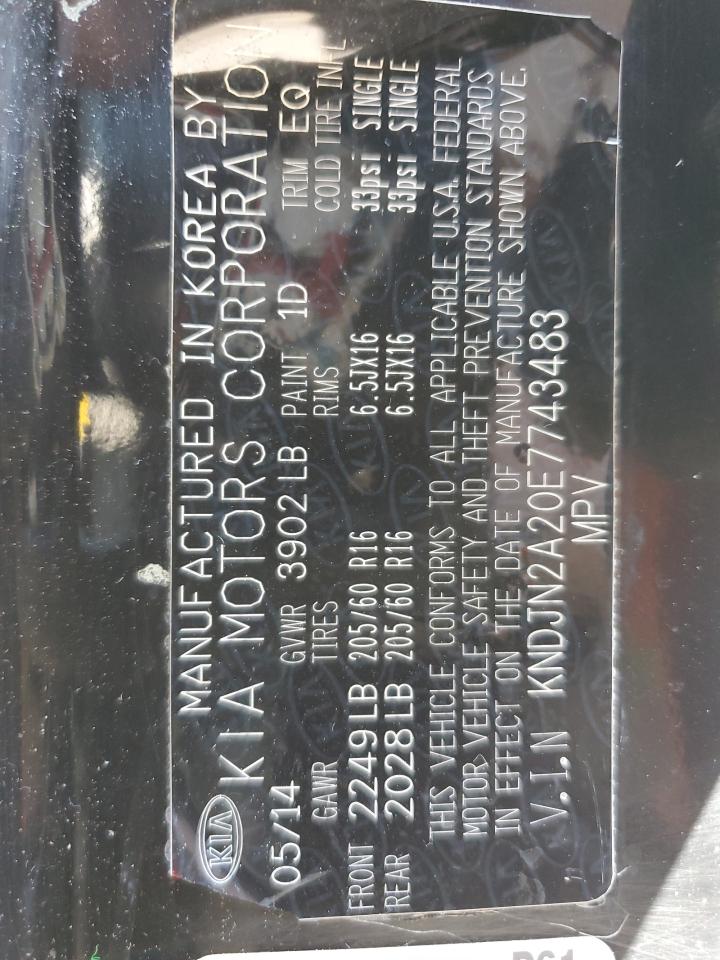 MANUFACTURED IN KOREA BY
KIA KIA MOTORS CORPORATION
05/14 GVWR 3902 LB PAINT 1D TRIM EQ
GAWR TIRES RIMS COLD TIRE INFL
FRONT 2249 LB 205/60 R16 6.5JX16 33psi SINGLE
REAR 2028 LB 205/60 R16 6.5JX16 33psi SINGLE
THIS VEHICLE CONFORMS TO ALL APPLICABLE U.S.A. FEDERAL
MOTOR VEHICLE SAFETY AND THEFT PREVENTION STANDARDS
IN EFFECT ON THE DATE OF MANUFACTURE SHOWN ABOVE.
V.I.N KNDJN2A20E7743483
MPV